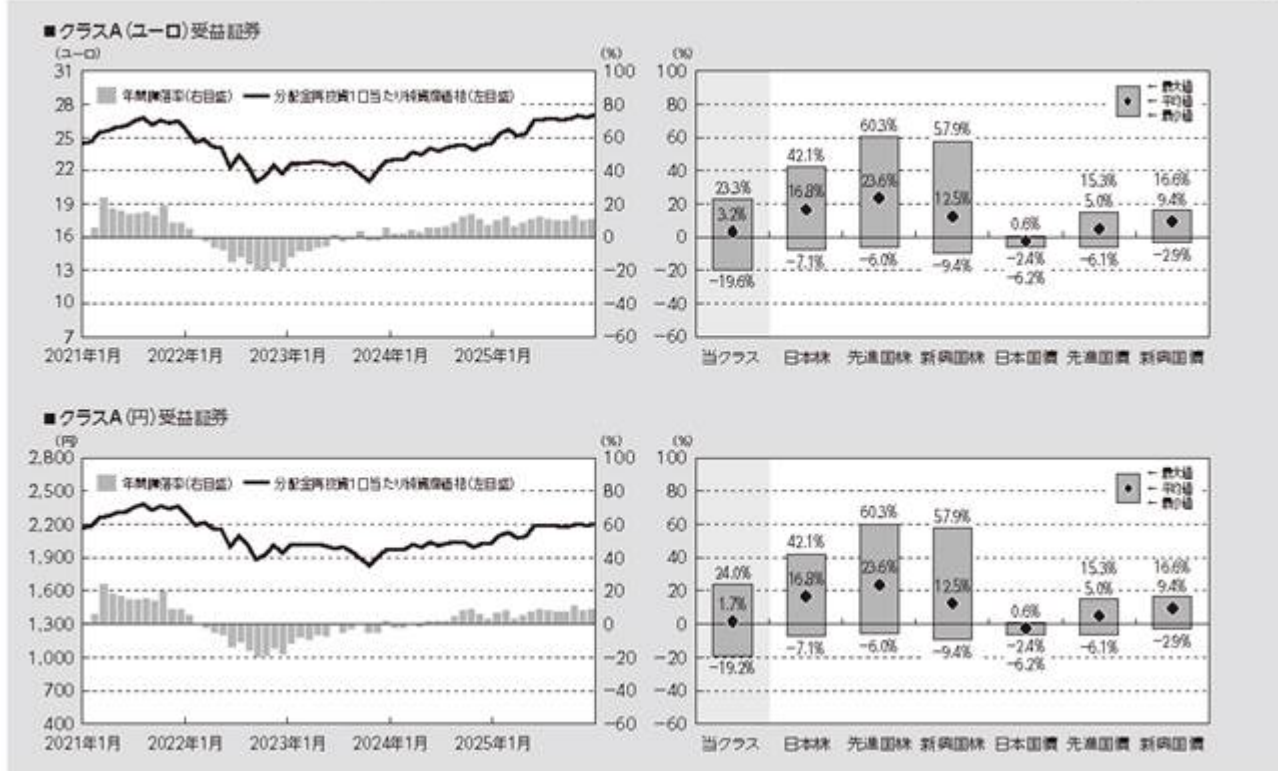 ■クラスA(ユーロ)受益証券
(ユーロ)
(%)
31
28
25
22
19
16
13
10
7
100
80
60
40
20
0
−20
−40
−60
年間騰落率(右目盛)
分配金再投資1口当たり純資産価格(左目盛)
2021年1月 2022年1月 2023年1月 2024年1月 2025年1月
(%)
100
80
60
40
20
0
−20
−40
−60
←最大値
←平均値
←最小値
23.3% 3.2% −19.6%
42.1% 16.8% −7.1%
60.3% 23.6% −6.0%
57.9% 12.5% −9.4%
0.6% −2.4% −6.2%
15.3% 5.0% −6.1%
16.6% 9.4% −2.9%
当クラス 日本株 先進国株 新興国株 日本国債 先進国債 新興国債
■クラスA(円)受益証券
(円)
(%)
2,800
2,500
2,200
1,900
1,600
1,300
1,000
700
400
100
80
60
40
20
0
−20
−40
−60
年間騰落率(右目盛)
分配金再投資1口当たり純資産価格(左目盛)
2021年1月 2022年1月 2023年1月 2024年1月 2025年1月
(%)
100
80
60
40
20
0
−20
−40
−60
←最大値
←平均値
←最小値
24.0% 1.7% −19.2%
42.1% 16.8% −7.1%
60.3% 23.6% −6.0%
57.9% 12.5% −9.4%
0.6% −2.4% −6.2%
15.3% 5.0% −6.1%
16.6% 9.4% −2.9%
当クラス 日本株 先進国株 新興国株 日本国債 先進国債 新興国債